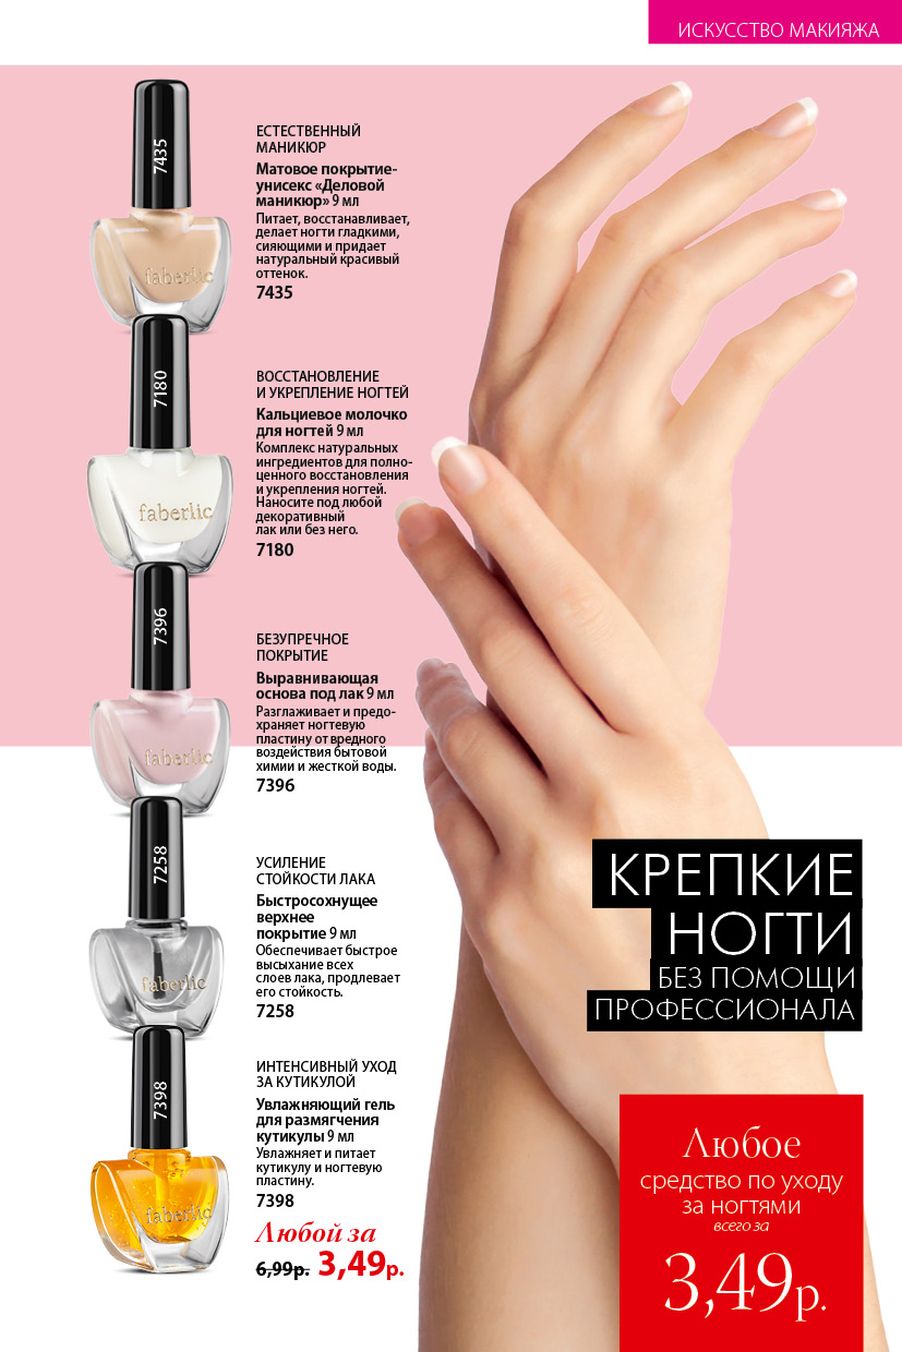 ИСКУССТВО МАКИЯЖА
7435
faberlic
ЕСТЕСТВЕННЫЙ
МАНИКЮР
Матовое покрытие-
унисекс «Деловой
маникюр» 9 мл
Питает, восстанавливает,
делает ногти гладкими,
сияющими и придает
натуральный красивый
оттенок.
7435
7180
faberlic
ВОССТАНОВЛЕНИЕ
И УКРЕПЛЕНИЕ НОГТЕЙ
Кальциевое молочко
для ногтей 9 мл
Комплекс натуральных
ингредиентов для полно-
ценного восстановления
и укрепления ногтей.
Наносите под любой
декоративный
лак или без него.
7180
7396
faberlic
БЕЗУПРЕЧНОЕ
ПОКРЫТИЕ
Выравнивающая
основа под лак 9 мл
Разглаживает и предо-
храняет ногтевую
пластину от вредного
воздействия бытовой
химии и жесткой воды.
7396
7258
faberlic
УСИЛЕНИЕ
СТОЙКОСТИ ЛАКА
Быстросохнущее
верхнее
покрытие 9 мл
Обеспечивает быстрое
высыхание всех
слоев лака, продлевает
его стойкость.
7258
7398
faberlic
ИНТЕНСИВНЫЙ УХОД
ЗА КУТИКУЛОЙ
Увлажняющий гель
для размягчения
кутикулы 9 мл
Увлажняет и питает
кутикулу и ногтевую
пластину.
7398
Любой за
6,99р. 3,49р.
КРЕПКИЕ
НОГТИ
БЕЗ ПОМОЩИ
ПРОФЕССИОНАЛА
Любое
средство по уходу
за ногтями
всего за
3,49р.